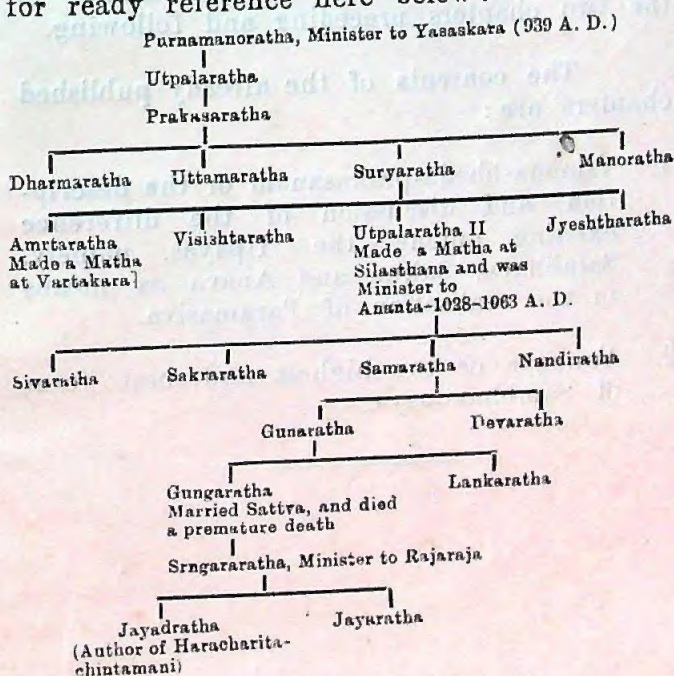 for ready reference here below.
Purnamanoratha, Minister to Yasaskara (939 A. D.)
Utpalaratha
Prakasaratha
Dharmaratha Uttamaratha Suryaratha Manoratha
Amrtaratha Visishtaratha Utpalaratha II Jyeshtharatha
Made a Matha Made a Matha at
at Vartakara] Silasthana and was
Minister to
Ananta-1028-1063 A. D.
Sivaratha Sakraratha Samaratha Nandiratha
Gunaratha Devaratha
Gungaratha Lankaratha
Married Sattra, and died
a premature death
Srngararatha, Minister to Rajaraja
Jayadratha Jayaratha
(Author of Haracharita-
chintamani)